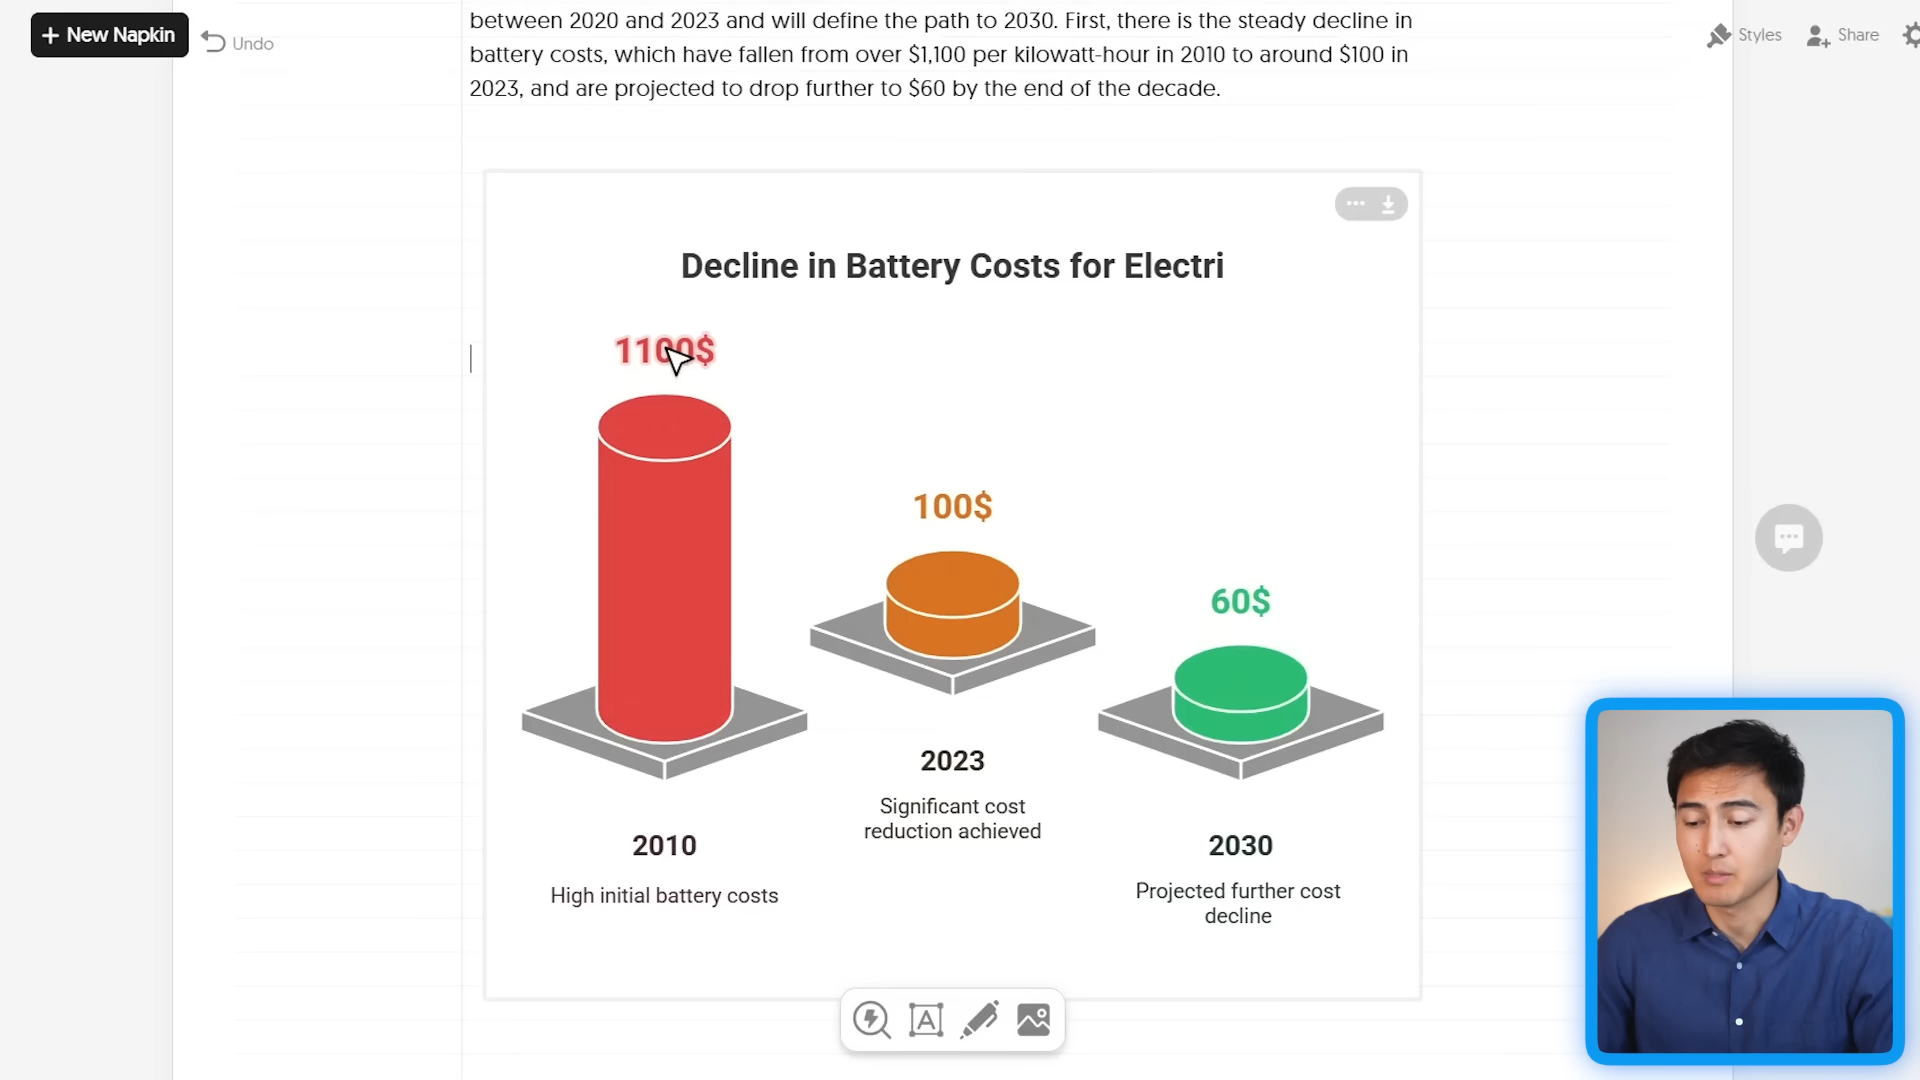 + New Napkin
Undo
Styles
Share
between 2020 and 2023 and will define the path to 2030. First, there is the steady decline in
battery costs, which have fallen from over $1,100 per kilowatt-hour in 2010 to around $100 in
2023, and are projected to drop further to $60 by the end of the decade.
Decline in Battery Costs for Electri
1100$
100$
60$
2010
High initial battery costs
2023
Significant cost
reduction achieved
2030
Projected further cost
decline
A